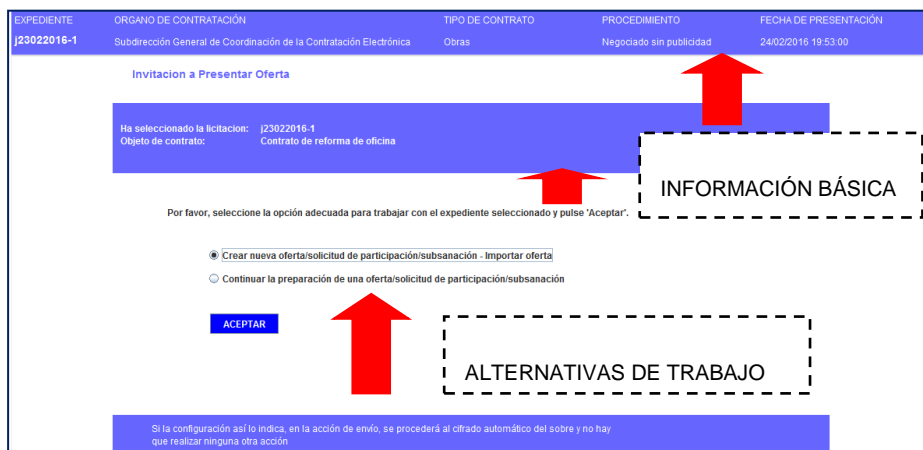 EXPEDIENTE ORGANO DE CONTRATACIÓN TIPO DE CONTRATO PROCEDIMIENTO FECHA DE PRESENTACIÓN
j23022016-1 Subdirección General de Coordinación de la Contratación Electrónica Obras Negociado sin publicidad 24/02/2016 19:53:00
Invitacion a Presentar Oferta
Ha seleccionado la licitacion: j23022016-1
Objeto de contrato: Contrato de reforma de oficina
INFORMACIÓN BÁSICA
Por favor, seleccione la opción adecuada para trabajar con el expediente seleccionado y pulse 'Aceptar'.
Crear nueva oferta/solicitud de participación/subsanación - Importar oferta
Continuar la preparación de una oferta/solicitud de participación/subsanación
ACEPTAR
ALTERNATIVAS DE TRABAJO
Si la configuración así lo indica, en la acción de envío, se procederá al cifrado automático del sobre y no hay
que realizar ninguna otra acción